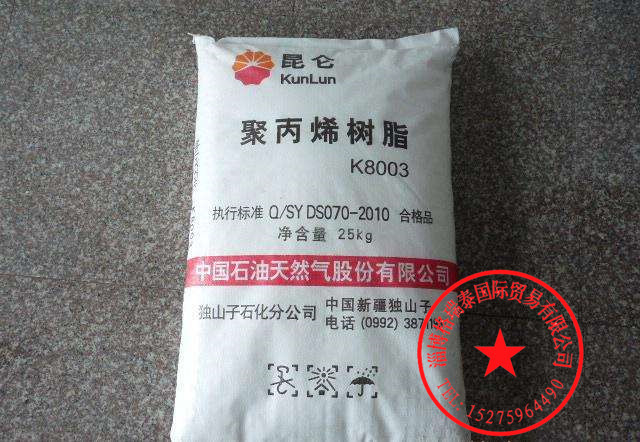 昆仑
KunLun
聚丙烯树脂
K8003
执行标准 Q/SY DS070-2010 合格品
净含量 25kg
中国石油天然气股份有限公司
独山子石化分公司
中国新疆独山子
电话 (0992)
国际贸易有限公司
TEL: 15275964490